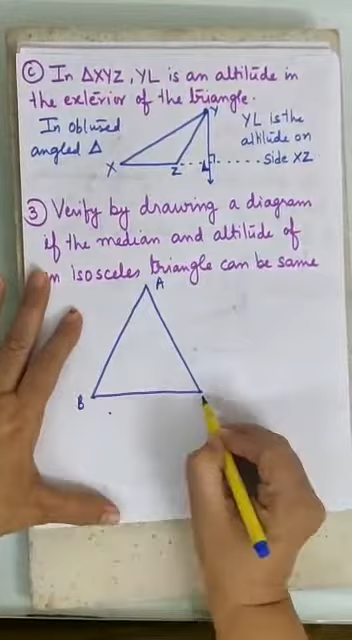 (C) In ΔXYZ, YL is an altitude in
the exterior of the triangle.
In obtused
angled Δ
YL is the
altitude on
side XZ
Y
X
Z
L
(3) Verify by drawing a diagram
if the median and altitude of
an isosceles triangle can be same
A
B